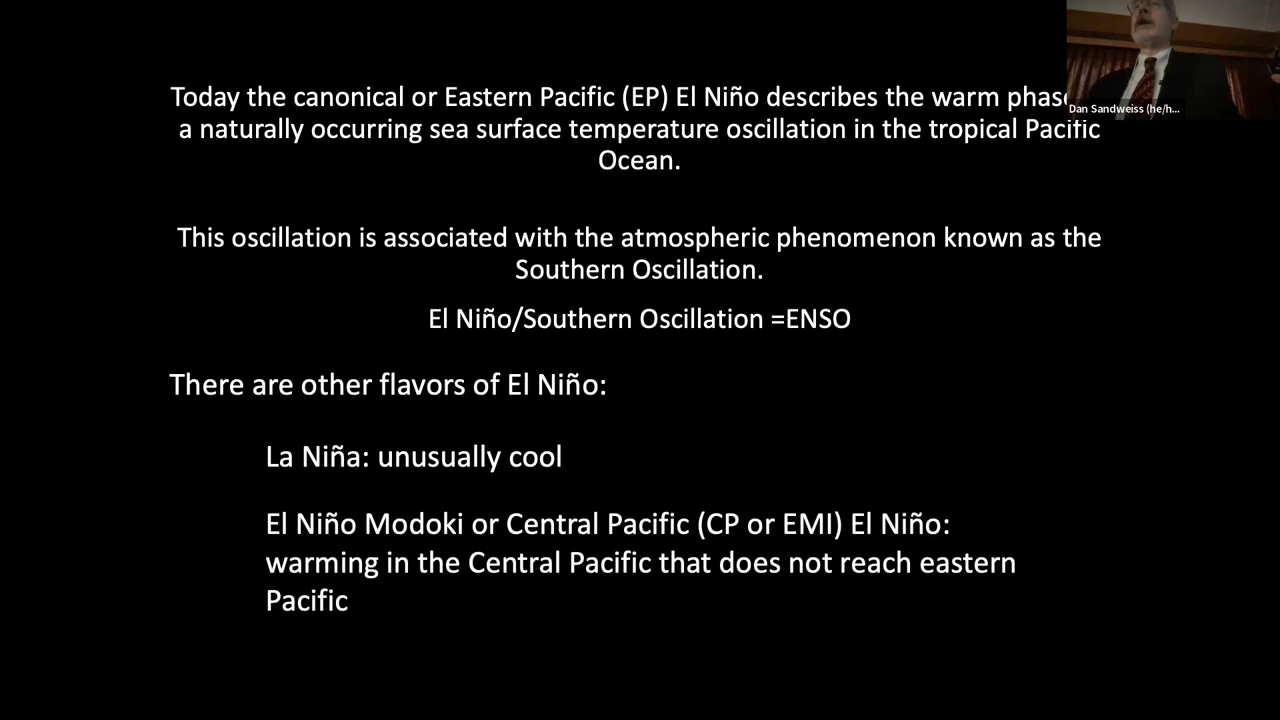 Today the canonical or Eastern Pacific (EP) El Niño describes the warm phase
a naturally occurring sea surface temperature oscillation in the tropical Pacific
Ocean.
This oscillation is associated with the atmospheric phenomenon known as the
Southern Oscillation.
El Niño/Southern Oscillation =ENSO
There are other flavors of El Niño:
La Niña: unusually cool
El Niño Modoki or Central Pacific (CP or EMI) El Niño:
warming in the Central Pacific that does not reach eastern
Pacific
Dan Sandweiss (he/h...